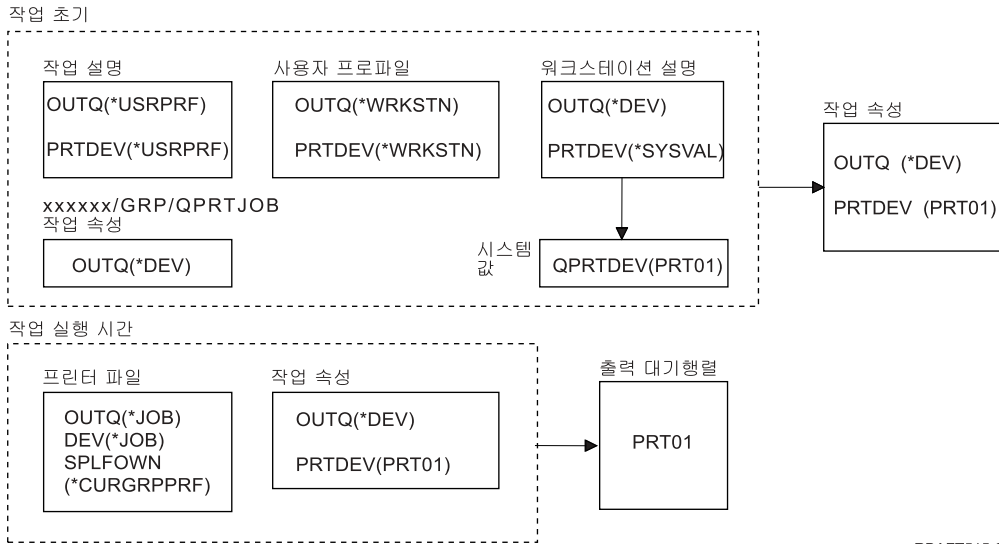 작업 초기
작업 설명
OUTQ(*USRPRF)
PRTDEV(*USRPRF)
사용자 프로파일
OUTQ(*WRKSTN)
PRTDEV(*WRKSTN)
워크스테이션 설명
OUTQ(*DEV)
PRTDEV(*SYSVAL)
작업 속성
OUTQ (*DEV)
PRTDEV (PRT01)
xxxxxx/GRP/QPRTJOB
작업 속성
OUTQ(*DEV)
시스템
값
QPRTDEV(PRT01)
작업 실행 시간
프린터 파일
OUTQ(*JOB)
DEV(*JOB)
SPLFOWN
(*CURGRPPRF)
작업 속성
OUTQ(*DEV)
PRTDEV(PRT01)
출력 대기행렬
PRT01